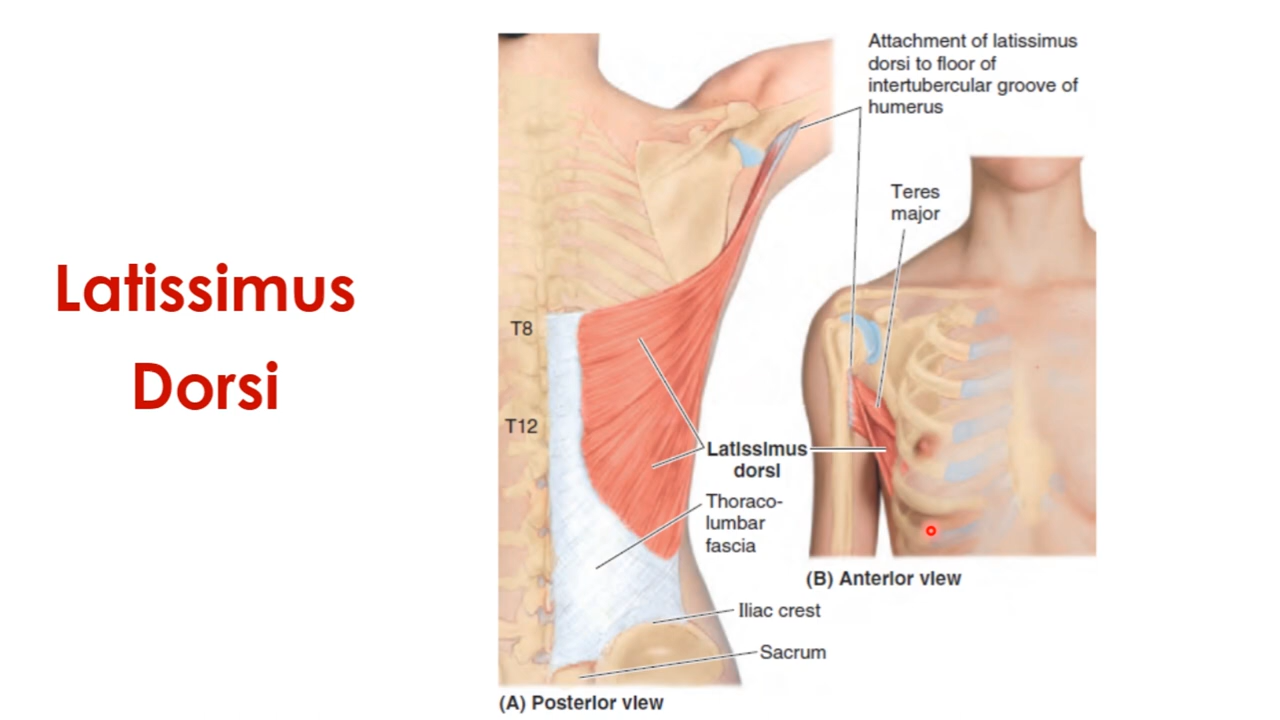 Latissimus
Dorsi
Attachment of latissimus
dorsi to floor of
intertubercular groove of
humerus
Teres
major
T8
T12
Latissimus
dorsi
Thoraco-
lumbar
fascia
(B) Anterior view
Iliac crest
Sacrum
(A) Posterior view